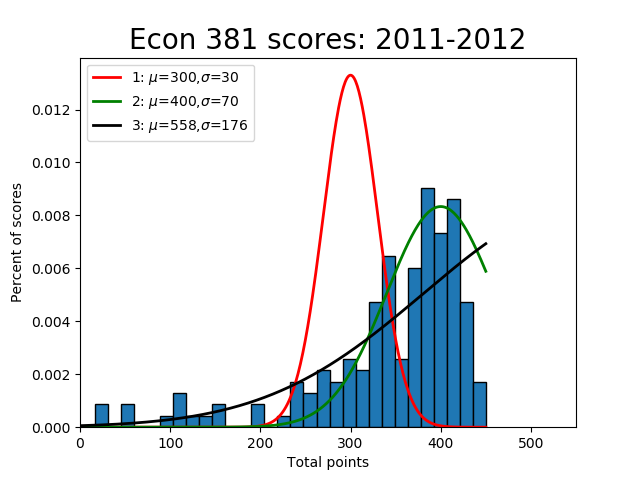 Econ 381 scores: 2011-2012
1: μ=300,σ=30
2: μ=400,σ=70
3: μ=558,σ=176
0.012
0.010
0.008
0.006
0.004
0.002
0.000
Percent of scores
0 100 200 300 400 500
Total points